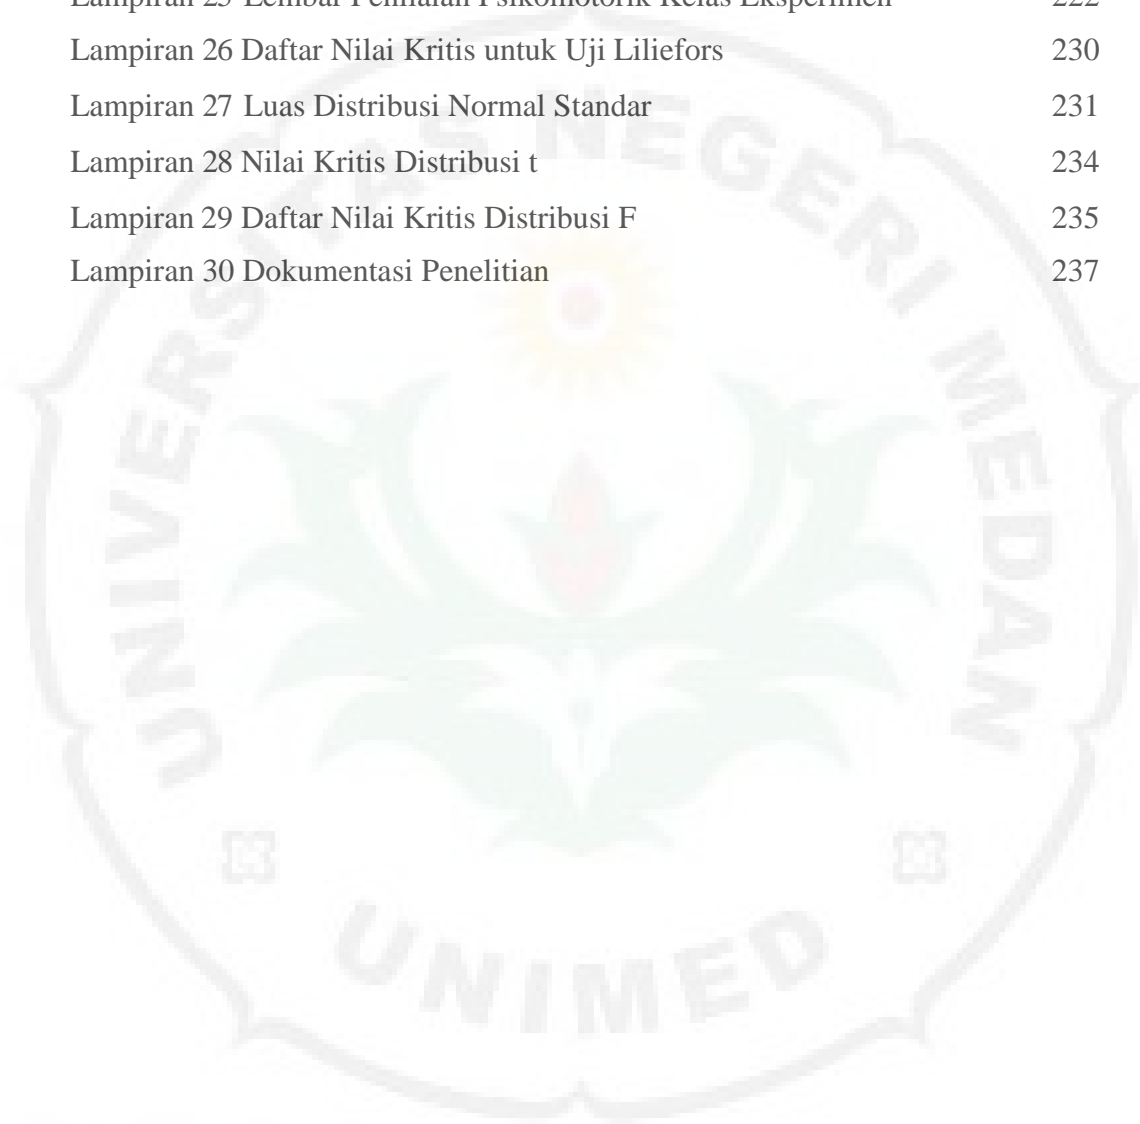 Lampiran 25 Lembar Penilaian Psikomotorik Kelas Eksperimen 222
Lampiran 26 Daftar Nilai Kritis untuk Uji Liliefors 230
Lampiran 27 Luas Distribusi Normal Standar 231
Lampiran 28 Nilai Kritis Distribusi t 234
Lampiran 29 Daftar Nilai Kritis Distribusi F 235
Lampiran 30 Dokumentasi Penelitian 237
UNIVERSITAS NEGERI MEDAN
UNIMED